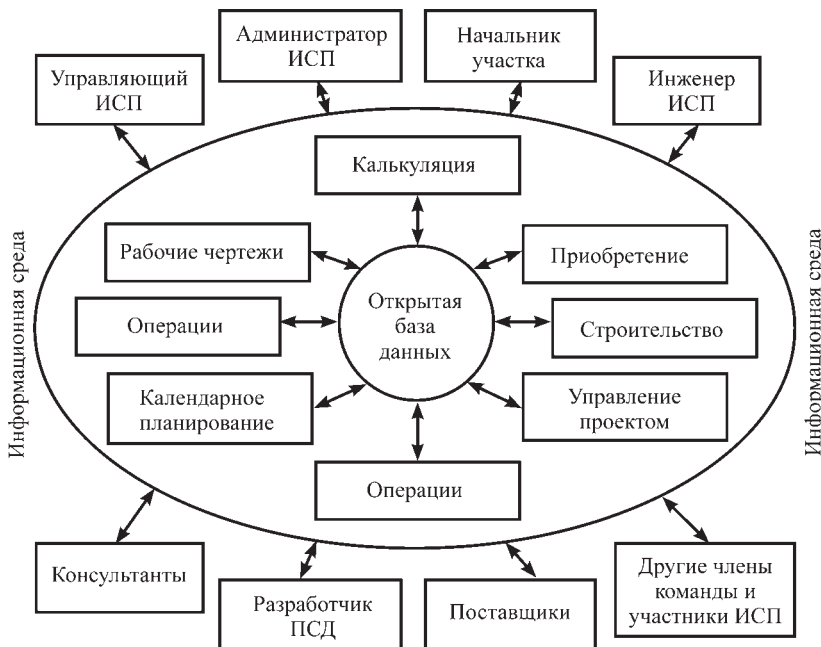 Администратор
ИСП
Начальник
участка
Управляющий
ИСП
Инженер
ИСП
Калькуляция
Рабочие чертежи
Приобретение
Информационная среда
Открытая
база
данных
Операции
Строительство
Информационная среда
Календарное
планирование
Управление
проектом
Операции
Консультанты
Разработчик
ПСД
Поставщики
Другие члены
команды и
участники ИСП